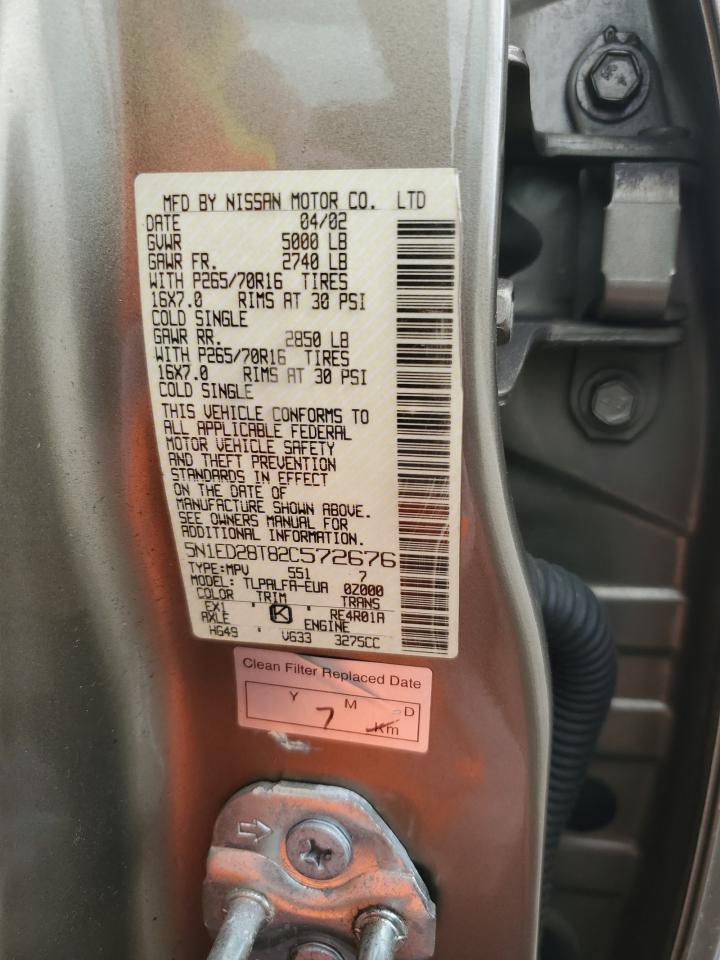 MFD BY NISSAN MOTOR CO. LTD
DATE 04/02
GVWR 5000 LB
GAWR FR. 2740 LB
WITH P265/70R16 TIRES
16X7.0 RIMS AT 30 PSI
COLD SINGLE
GAWR RR. 2850 LB
WITH P265/70R16 TIRES
16X7.0 RIMS AT 30 PSI
COLD SINGLE
THIS VEHICLE CONFORMS TO
ALL APPLICABLE FEDERAL
MOTOR VEHICLE SAFETY
AND THEFT PREVENTION
STANDARDS IN EFFECT
ON THE DATE OF
MANUFACTURE SHOWN ABOVE.
SEE OWNERS MANUAL FOR
ADDITIONAL INFORMATION.
5N1ED28T82C572676
TYPE:MPV 551 7
MODEL: TLPALFA-EUA 0Z000
COLOR TRIM TRANS
EX1 K RE4R01A
AXLE ENGINE
HG49 VG33 3275CC
Clean Filter Replaced Date
Y M D
7 Km